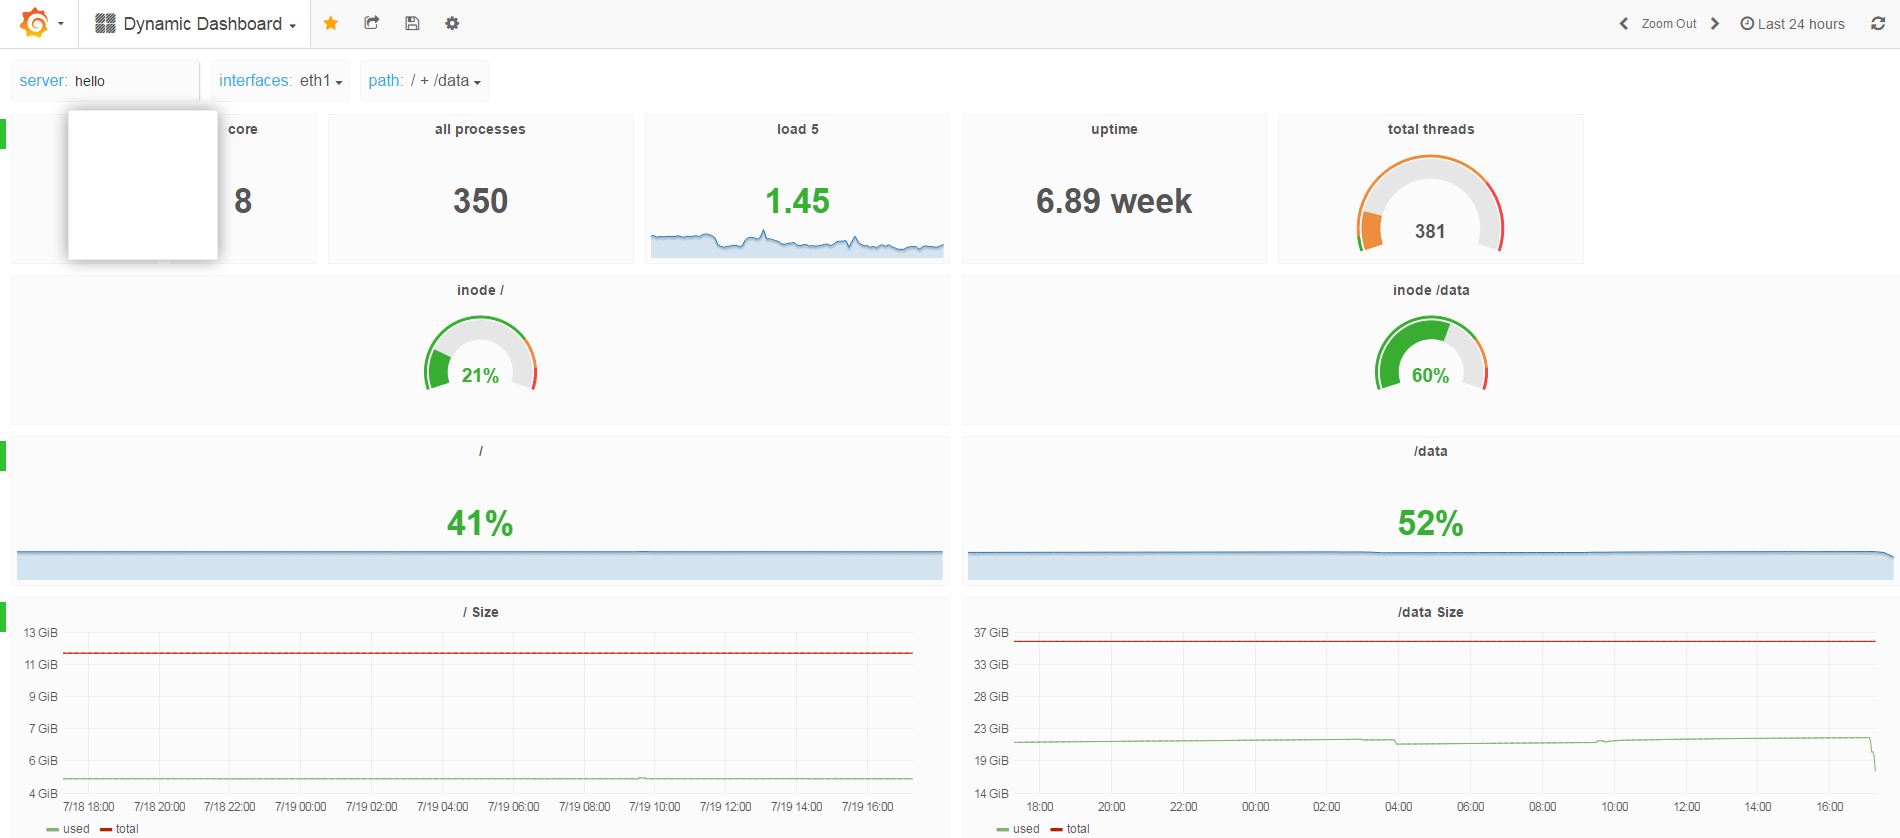 Dynamic Dashboard
Zoom Out
Last 24 hours
server: hello
interfaces: eth1
path: / + /data
core
8
all processes
350
load 5
1.45
uptime
6.89 week
total threads
381
inode /
21%
inode /data
60%
/
41%
/data
52%
/ Size
13 GiB
11 GiB
9 GiB
7 GiB
6 GiB
4 GiB
7/18 18:00 7/18 20:00 7/18 22:00 7/19 00:00 7/19 02:00 7/19 04:00 7/19 06:00 7/19 08:00 7/19 10:00 7/19 12:00 7/19 14:00 7/19 16:00
used total
/data Size
37 GiB
33 GiB
28 GiB
23 GiB
19 GiB
14 GiB
18:00 20:00 22:00 00:00 02:00 04:00 06:00 08:00 10:00 12:00 14:00 16:00
used total